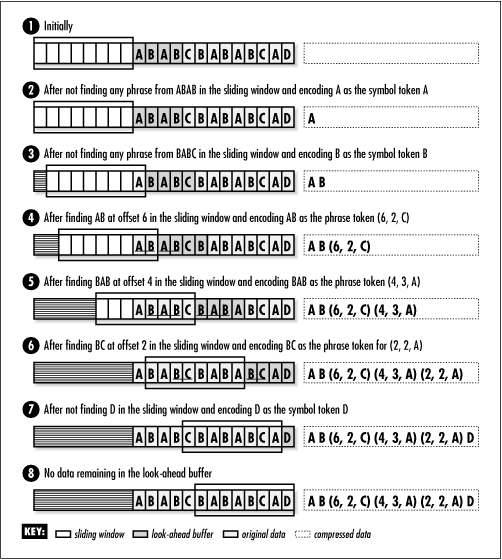 1 Initially
A B A B C B A B A B C A D
2 After not finding any phrase from ABAB in the sliding window and encoding A as the symbol token A
A B A B C B A B A B C A D A
3 After not finding any phrase from BABC in the sliding window and encoding B as the symbol token B
A B A B C B A B A B C A D A B
4 After finding AB at offset 6 in the sliding window and encoding AB as the phrase token (6, 2, C)
A B A B C B A B A B C A D A B (6, 2, C)
5 After finding BAB at offset 4 in the sliding window and encoding BAB as the phrase token (4, 3, A)
A B A B C B A B A B C A D A B (6, 2, C) (4, 3, A)
6 After finding BC at offset 2 in the sliding window and encoding BC as the phrase token for (2, 2, A)
A B A B C B A B A B C A D A B (6, 2, C) (4, 3, A) (2, 2, A)
7 After not finding D in the sliding window and encoding D as the symbol token D
A B A B C B A B A B C A D A B (6, 2, C) (4, 3, A) (2, 2, A) D
8 No data remaining in the look-ahead buffer
A B A B C B A B A B C A D A B (6, 2, C) (4, 3, A) (2, 2, A) D
KEY: sliding window look-ahead buffer original data compressed data